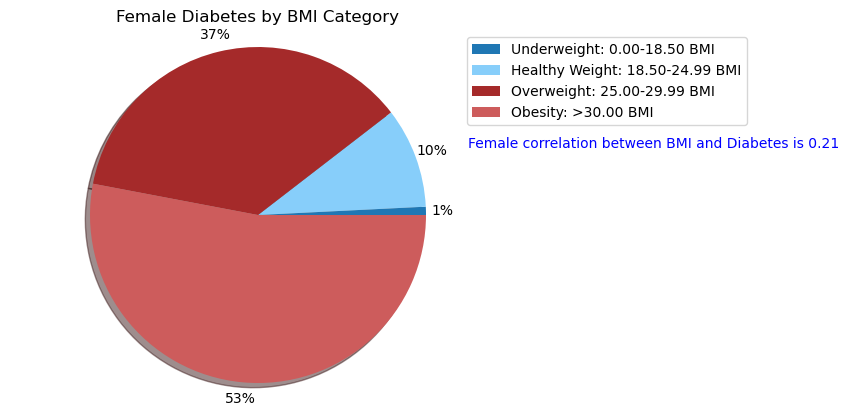 Female Diabetes by BMI Category
37%
10%
1%
53%
Underweight: 0.00-18.50 BMI
Healthy Weight: 18.50-24.99 BMI
Overweight: 25.00-29.99 BMI
Obesity: >30.00 BMI
Female correlation between BMI and Diabetes is 0.21